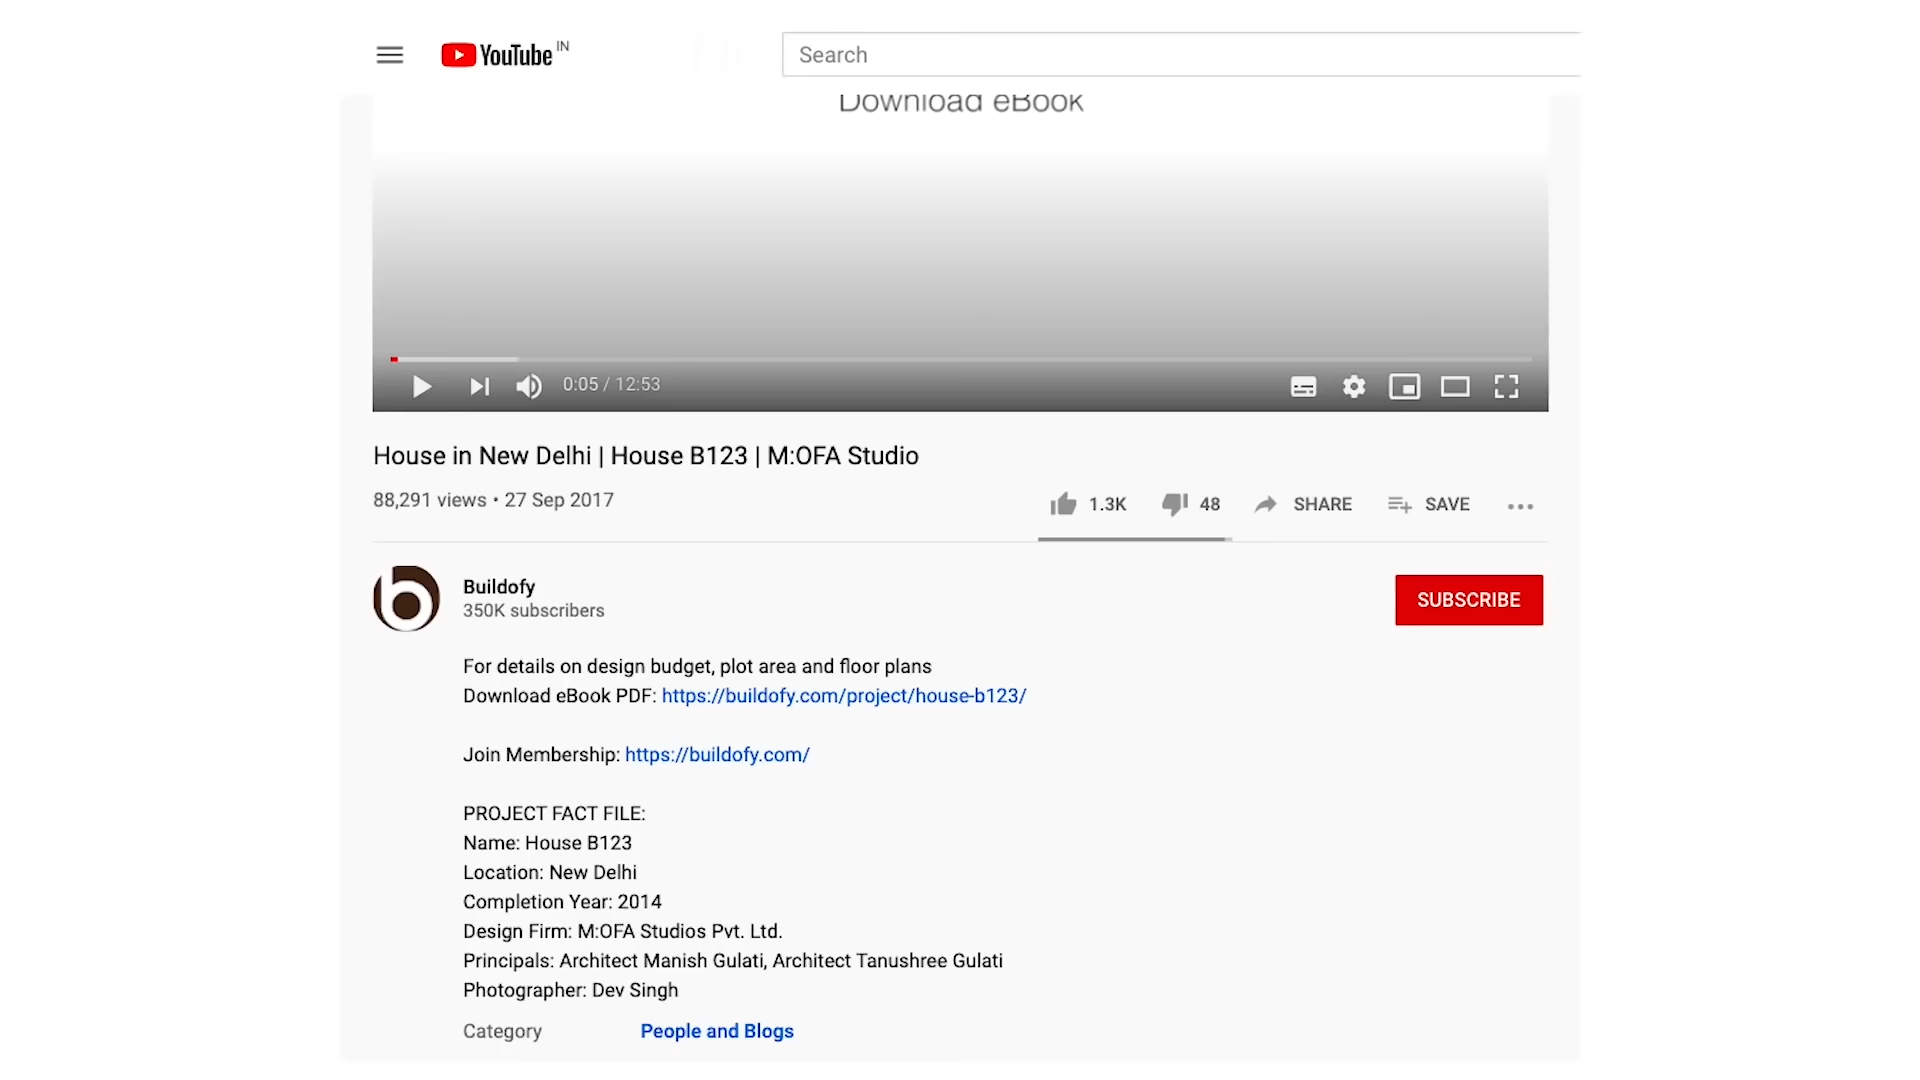 YouTube IN
Search
Download eBook
0:05 / 12:53
House in New Delhi | House B123 | M:OFA Studio
88,291 views • 27 Sep 2017
1.3K 48 SHARE SAVE
Buildofy
350K subscribers
SUBSCRIBE
For details on design budget, plot area and floor plans
Download eBook PDF: https://buildofy.com/project/house-b123/
Join Membership: https://buildofy.com/
PROJECT FACT FILE:
Name: House B123
Location: New Delhi
Completion Year: 2014
Design Firm: M:OFA Studios Pvt. Ltd.
Principals: Architect Manish Gulati, Architect Tanushree Gulati
Photographer: Dev Singh
Category People and Blogs